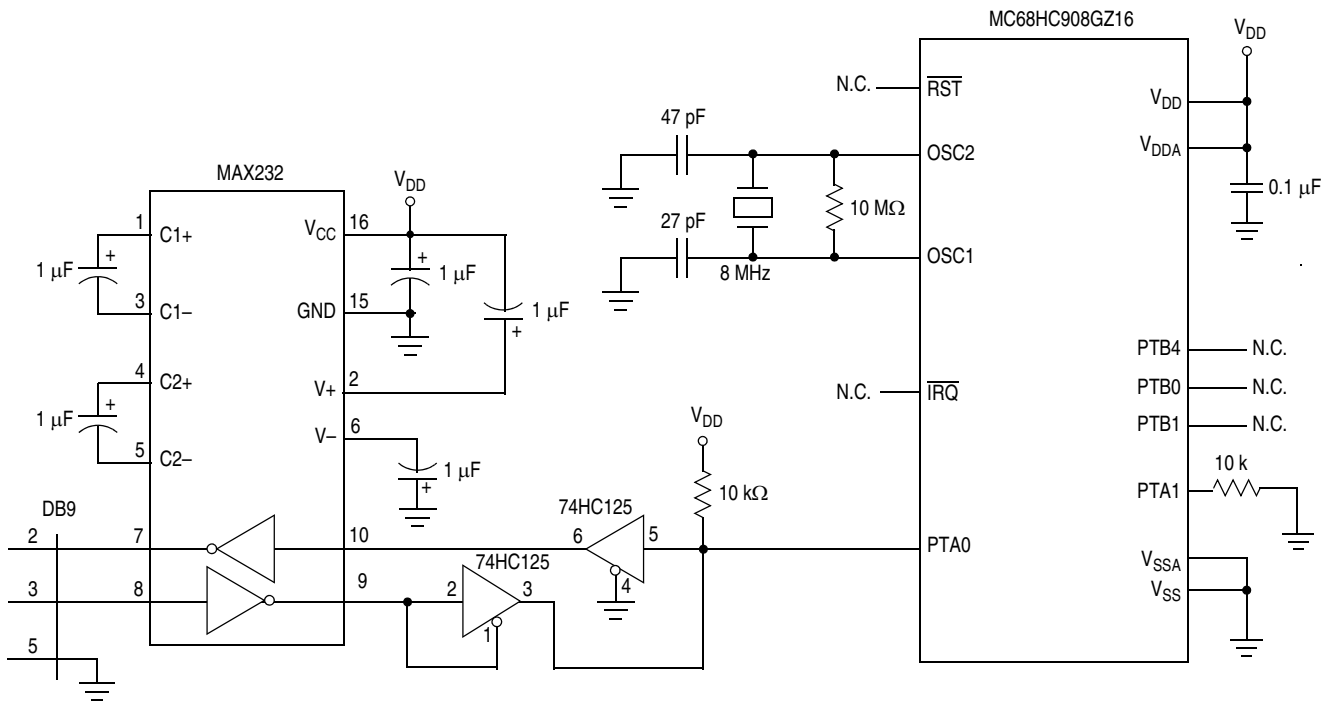 MC68HC908GZ16
VDD
N.C.
RST
VDD
47 pF
OSC2
VDDA
MAX232
VDD
10 MΩ
0.1 μF
1
C1+
VCC
16
27 pF
OSC1
8 MHz
1 μF
+
+
1 μF
3
C1–
GND
15
1 μF
+
4
C2+
V+
2
N.C.
IRQ
PTB4
N.C.
PTB0
N.C.
PTB1
N.C.
1 μF
+
V–
6
VDD
5
C2–
1 μF
+
10 kΩ
10 k
PTA1
DB9
74HC125
2
7
10
6
5
4
PTA0
74HC125
3
8
9
2
3
1
VSSA
VSS
5